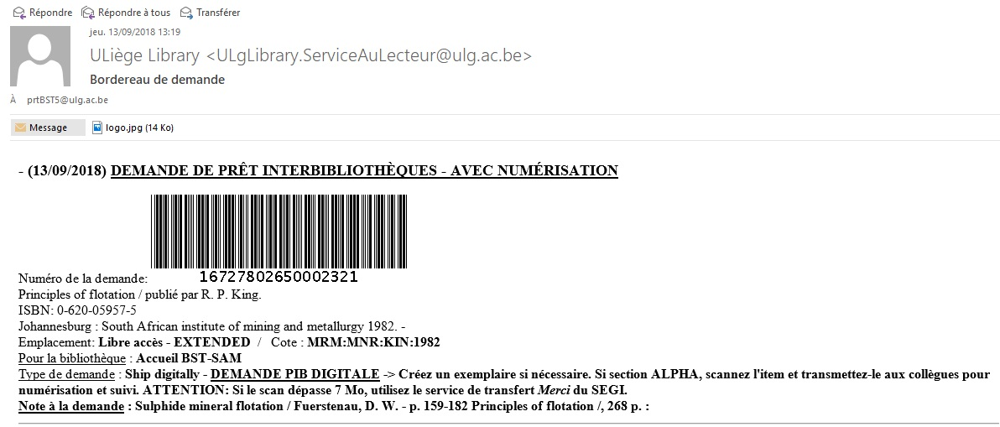 Répondre Répondre à tous Transférer
jeu. 13/09/2018 13:19
ULiège Library <ULgLibrary.ServiceAuLecteur@ulg.ac.be>
Bordereau de demande
À prtBST5@ulg.ac.be
Message logo.jpg (14 Ko)
- (13/09/2018) DEMANDE DE PRÊT INTERBIBLIOTHÈQUES - AVEC NUMÉRISATION
Numéro de la demande: 16727802650002321
Principles of flotation / publié par R. P. King.
ISBN: 0-620-05957-5
Johannesburg : South African institute of mining and metallurgy 1982. -
Emplacement: Libre accès - EXTENDED / Cote : MRM:MNR:KIN:1982
Pour la bibliothèque : Accueil BST-SAM
Type de demande : Ship digitally - DEMANDE PIB DIGITALE -> Créez un exemplaire si nécessaire. Si section ALPHA, scannez l'item et transmettez-le aux collègues pour
numérisation et suivi. ATTENTION: Si le scan dépasse 7 Mo, utilisez le service de transfert Merci du SEGI.
Note à la demande : Sulphide mineral flotation / Fuerstenau, D. W. - p. 159-182 Principles of flotation /, 268 p. :